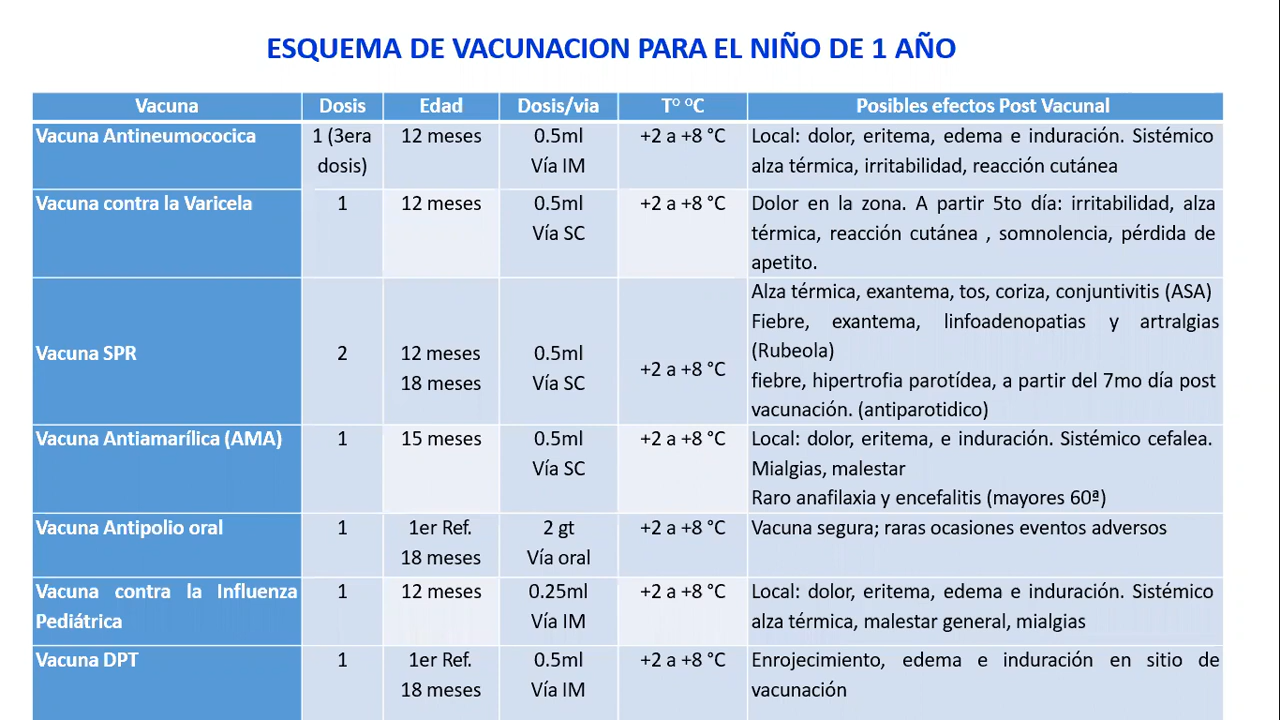 ESQUEMA DE VACUNACION PARA EL NIÑO DE 1 AÑO
Vacuna Dosis Edad Dosis/via T° °C Posibles efectos Post Vacunal
Vacuna Antineumococica 1 (3era 12 meses 0.5ml +2 a +8 °C Local: dolor, eritema, edema e induración. Sistémico
dosis) Vía IM alza térmica, irritabilidad, reacción cutánea
Vacuna contra la Varicela 1 12 meses 0.5ml +2 a +8 °C Dolor en la zona. A partir 5to día: irritabilidad, alza
Vía SC térmica, reacción cutánea , somnolencia, pérdida de
apetito.
Alza térmica, exantema, tos, coriza, conjuntivitis (ASA)
Fiebre, exantema, linfoadenopatias y artralgias
(Rubeola)
Vacuna SPR 2 12 meses 0.5ml +2 a +8 °C fiebre, hipertrofia parotídea, a partir del 7mo día post
18 meses Vía SC vacunación. (antiparotidico)
Vacuna Antiamarílica (AMA) 1 15 meses 0.5ml +2 a +8 °C Local: dolor, eritema, e induración. Sistémico cefalea.
Vía SC Mialgias, malestar
Raro anafilaxia y encefalitis (mayores 60ª)
Vacuna Antipolio oral 1 1er Ref. 2 gt +2 a +8 °C Vacuna segura; raras ocasiones eventos adversos
18 meses Vía oral
Vacuna contra la Influenza 1 12 meses 0.25ml +2 a +8 °C Local: dolor, eritema, edema e induración. Sistémico
Pediátrica Vía IM alza térmica, malestar general, mialgias
Vacuna DPT 1 1er Ref. 0.5ml +2 a +8 °C Enrojecimiento, edema e induración en sitio de
18 meses Vía IM vacunación